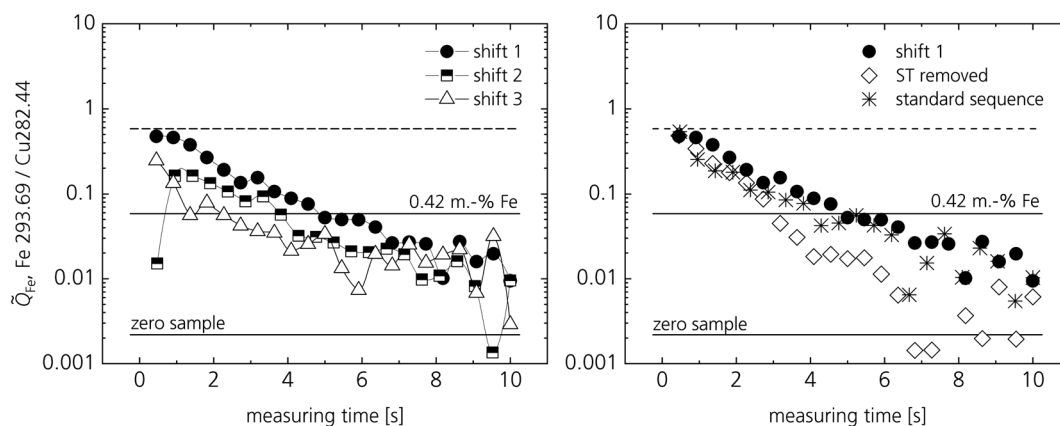 Q̃Fe, Fe 293.69 / Cu282.44
10
1
0.1
0.01
0.001
shift 1
shift 2
shift 3
0.42 m.-% Fe
zero sample
0 2 4 6 8 10
measuring time [s]
10
1
0.1
0.01
0.001
shift 1
ST removed
standard sequence
0.42 m.-% Fe
zero sample
0 2 4 6 8 10
measuring time [s]